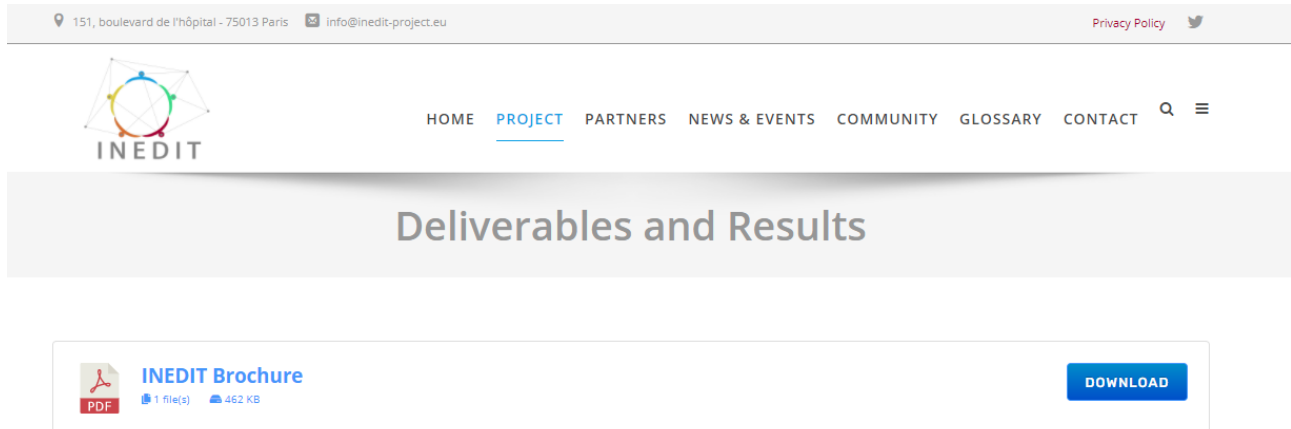 151, boulevard de l'hôpital - 75013 Paris info@inedit-project.eu Privacy Policy
INEDIT
HOME PROJECT PARTNERS NEWS & EVENTS COMMUNITY GLOSSARY CONTACT
Deliverables and Results
PDF
INEDIT Brochure
1 file(s) 462 KB
DOWNLOAD